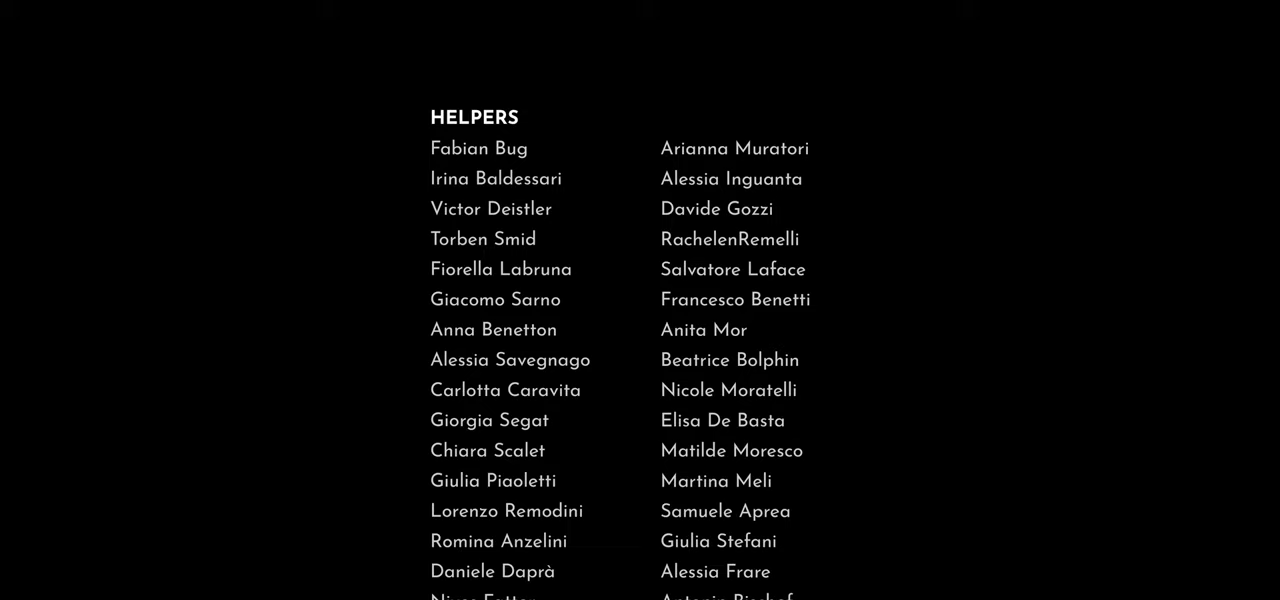 HELPERS
Fabian Bug
Irina Baldessari
Victor Deistler
Torben Smid
Fiorella Labruna
Giacomo Sarno
Anna Benetton
Alessia Savegnago
Carlotta Caravita
Giorgia Segat
Chiara Scalet
Giulia Piaoletti
Lorenzo Remodini
Romina Anzelini
Daniele Daprà
Arianna Muratori
Alessia Inguanta
Davide Gozzi
RachelenRemelli
Salvatore Laface
Francesco Benetti
Anita Mor
Beatrice Bolphin
Nicole Moratelli
Elisa De Basta
Matilde Moresco
Martina Meli
Samuele Aprea
Giulia Stefani
Alessia Frare